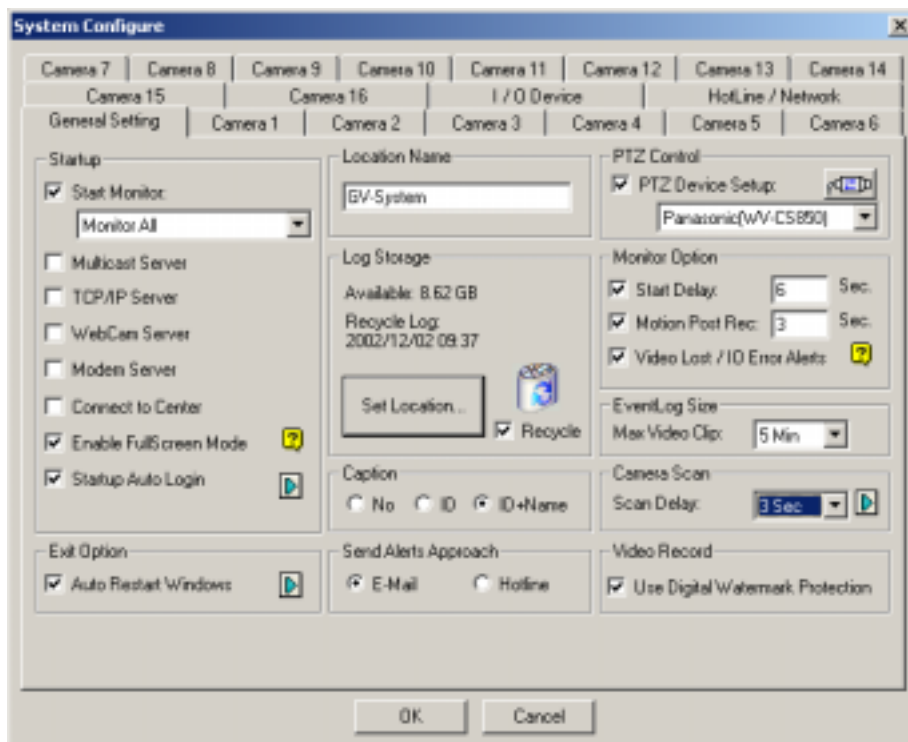 System Configure
Camera 7 Camera 8 Camera 9 Camera 10 Camera 11 Camera 12 Camera 13 Camera 14
Camera 15 Camera 16 I / O Device HotLine / Network
General Setting Camera 1 Camera 2 Camera 3 Camera 4 Camera 5 Camera 6
Startup
Start Monitor:
Monitor All
Multicast Server
TCP/IP Server
WebCam Server
Modem Server
Connect to Center
Enable FullScreen Mode
Startup Auto Login
Exit Option
Auto Restart Windows
Location Name
GV-System
Log Storage
Available: 8.62 GB
Recycle Log:
2002/12/02 09:37
Set Location...
Recycle
Caption
No ID ID+Name
Send Alerts Approach
E-Mail Hotline
PTZ Control
PTZ Device Setup:
Panasonic(WV-CS850)
Monitor Option
Start Delay: 6 Sec.
Motion Post Rec: 3 Sec.
Video Lost / IO Error Alerts
EventLog Size
Max Video Clip: 5 Min
Camera Scan
Scan Delay: 3 Sec
Video Record
Use Digital Watermark Protection
OK Cancel